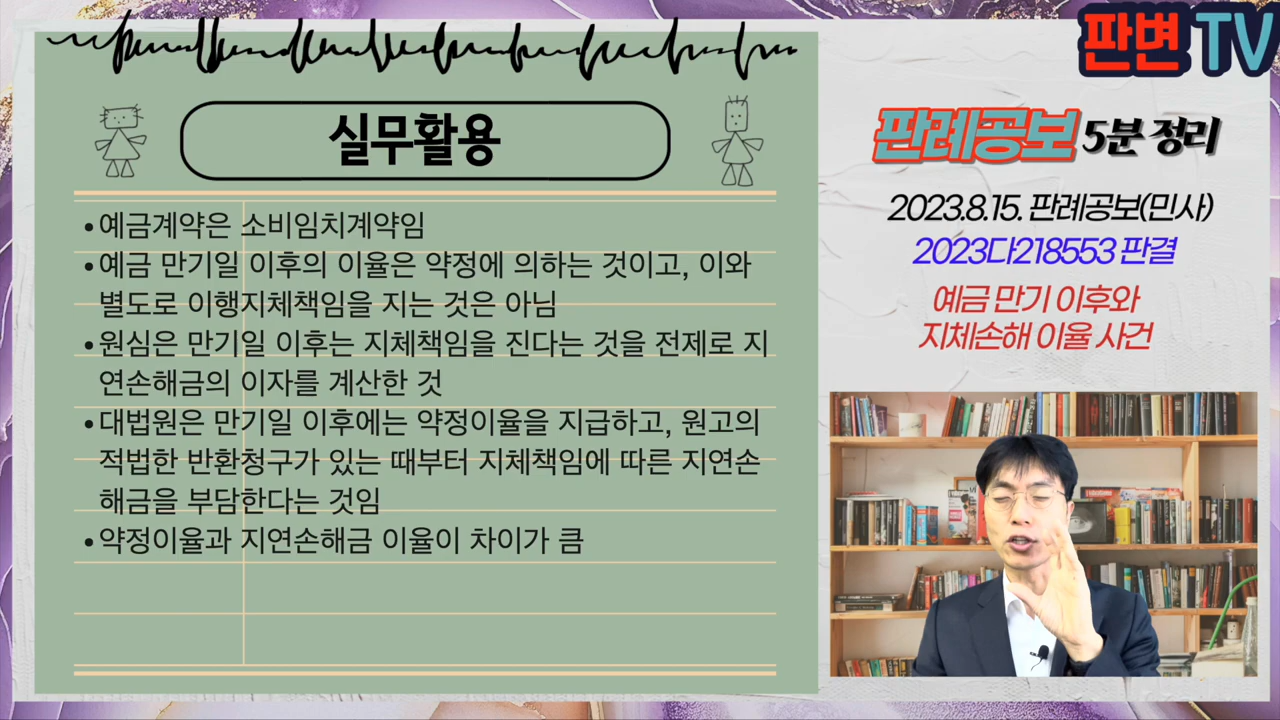 판변 TV
실무활용
•예금계약은 소비임치계약임
•예금 만기일 이후의 이율은 약정에 의하는 것이고, 이와
별도로 이행지체책임을 지는 것은 아님
•원심은 만기일 이후는 지체책임을 진다는 것을 전제로 지
연손해금의 이자를 계산한 것
•대법원은 만기일 이후에는 약정이율을 지급하고, 원고의
적법한 반환청구가 있는 때부터 지체책임에 따른 지연손
해금을 부담한다는 것임
•약정이율과 지연손해금 이율이 차이가 큼
판례공보 5분 정리
2023.8.15. 판례공보(민사)
2023다218553 판결
예금 만기 이후와
지체손해 이율 사건